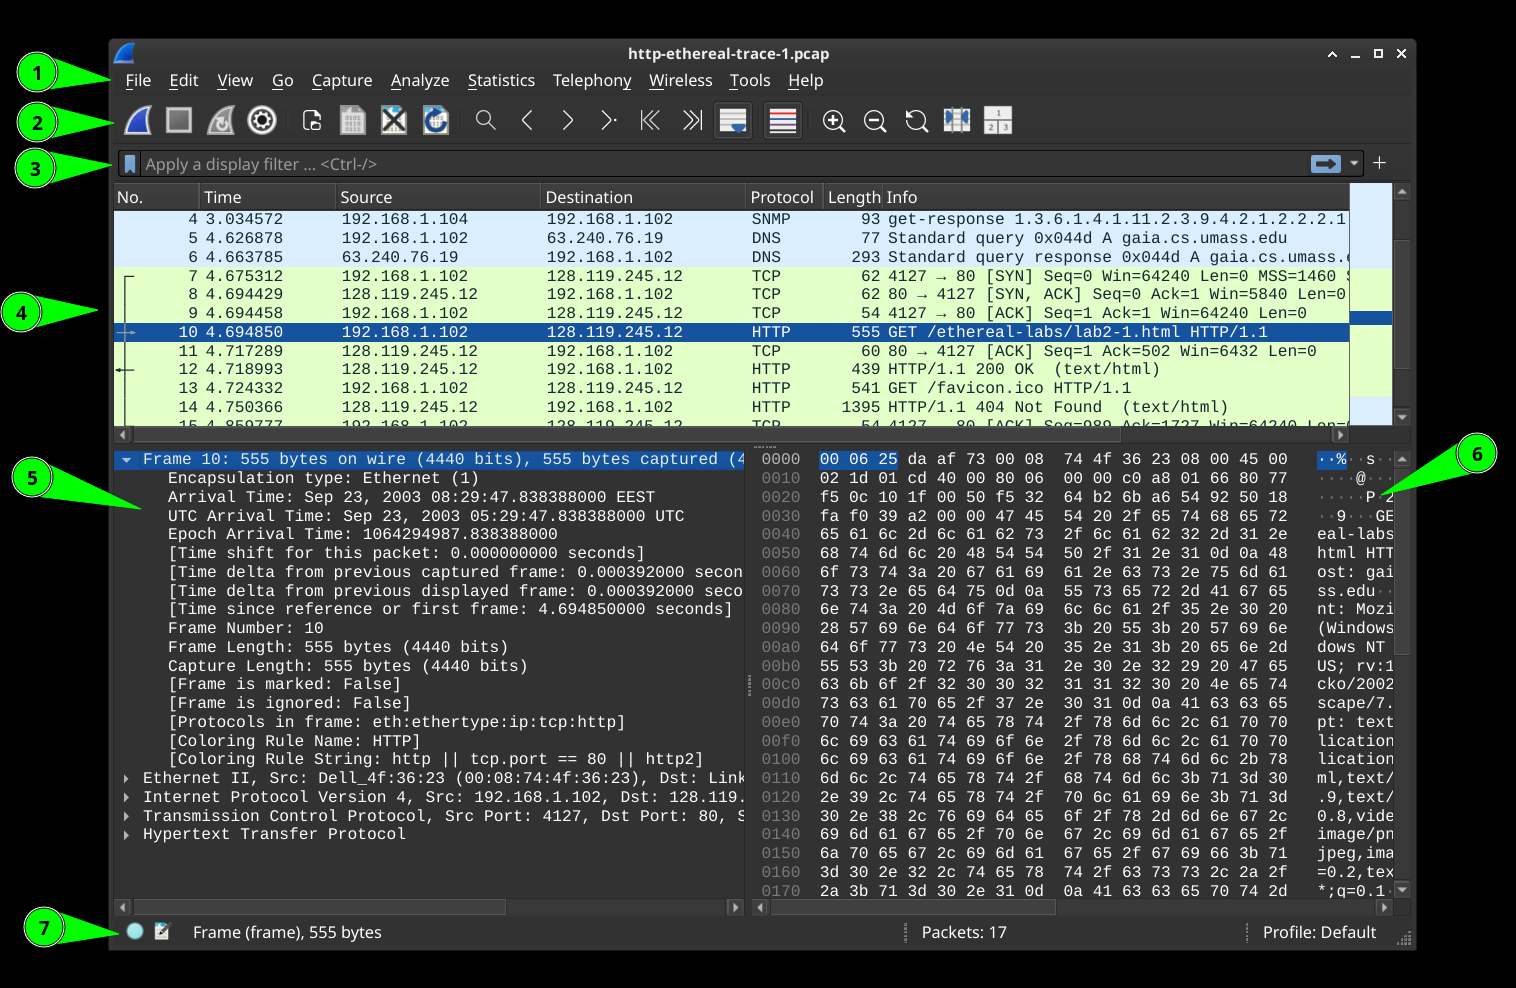 http-ethereal-trace-1.pcap
1
File Edit View Go Capture Analyze Statistics Telephony Wireless Tools Help
2
3
Apply a display filter ... <Ctrl-/>
No. Time Source Destination Protocol Length Info
4 3.034572 192.168.1.104 192.168.1.102 SNMP 93 get-response 1.3.6.1.4.1.11.2.3.9.4.2.1.2.2.2.1
5 4.626878 192.168.1.102 63.240.76.19 DNS 77 Standard query 0x044d A gaia.cs.umass.edu
6 4.663785 63.240.76.19 192.168.1.102 DNS 293 Standard query response 0x044d A gaia.cs.umass.
7 4.675312 192.168.1.102 128.119.245.12 TCP 62 4127 → 80 [SYN] Seq=0 Win=64240 Len=0 MSS=1460
8 4.694429 128.119.245.12 192.168.1.102 TCP 62 80 → 4127 [SYN, ACK] Seq=0 Ack=1 Win=5840 Len=0
4
9 4.694458 192.168.1.102 128.119.245.12 TCP 54 4127 → 80 [ACK] Seq=1 Ack=1 Win=64240 Len=0
10 4.694850 192.168.1.102 128.119.245.12 HTTP 555 GET /ethereal-labs/lab2-1.html HTTP/1.1
11 4.717289 128.119.245.12 192.168.1.102 TCP 60 80 → 4127 [ACK] Seq=1 Ack=502 Win=6432 Len=0
12 4.718993 128.119.245.12 192.168.1.102 HTTP 439 HTTP/1.1 200 OK (text/html)
13 4.724332 192.168.1.102 128.119.245.12 HTTP 541 GET /favicon.ico HTTP/1.1
14 4.750366 128.119.245.12 192.168.1.102 HTTP 1395 HTTP/1.1 404 Not Found (text/html)
15 4.859777 192.168.1.102 128.119.245.12 TCP 54 4127 → 80 [ACK] Seq=989 Ack=1727 Win=64240 Len=0
5
Frame 10: 555 bytes on wire (4440 bits), 555 bytes captured (4
Encapsulation type: Ethernet (1)
Arrival Time: Sep 23, 2003 08:29:47.838388000 EEST
UTC Arrival Time: Sep 23, 2003 05:29:47.838388000 UTC
Epoch Arrival Time: 1064294987.838388000
[Time shift for this packet: 0.000000000 seconds]
[Time delta from previous captured frame: 0.000392000 secon
[Time delta from previous displayed frame: 0.000392000 seco
[Time since reference or first frame: 4.694850000 seconds]
Frame Number: 10
Frame Length: 555 bytes (4440 bits)
Capture Length: 555 bytes (4440 bits)
[Frame is marked: False]
[Frame is ignored: False]
[Protocols in frame: eth:ethertype:ip:tcp:http]
[Coloring Rule Name: HTTP]
[Coloring Rule String: http || tcp.port == 80 || http2]
Ethernet II, Src: Dell_4f:36:23 (00:08:74:4f:36:23), Dst: Link
Internet Protocol Version 4, Src: 192.168.1.102, Dst: 128.119.
Transmission Control Protocol, Src Port: 4127, Dst Port: 80, S
Hypertext Transfer Protocol
6
0000 00 06 25 da af 73 00 08 74 4f 36 23 08 00 45 00 ··%··s··
0010 02 1d 01 cd 40 00 80 06 00 00 c0 a8 01 66 80 77 ····@···
0020 f5 0c 10 1f 00 50 f5 32 64 b2 6b a6 54 92 50 18 ·····P·2
0030 fa f0 39 a2 00 00 47 45 54 20 2f 65 74 68 65 72 ··9···GE
0040 65 61 6c 2d 6c 61 62 73 2f 6c 61 62 32 2d 31 2e eal-labs
0050 68 74 6d 6c 20 48 54 54 50 2f 31 2e 31 0d 0a 48 html HTT
0060 6f 73 74 3a 20 67 61 69 61 2e 63 73 2e 75 6d 61 ost: gai
0070 73 73 2e 65 64 75 0d 0a 55 73 65 72 2d 41 67 65 ss.edu··
0080 6e 74 3a 20 4d 6f 7a 69 6c 6c 61 2f 35 2e 30 20 nt: Mozi
0090 28 57 69 6e 64 6f 77 73 3b 20 55 3b 20 57 69 6e (Windows
00a0 64 6f 77 73 20 4e 54 20 35 2e 31 3b 20 65 6e 2d dows NT
00b0 55 53 3b 20 72 76 3a 31 2e 30 2e 32 29 20 47 65 US; rv:1
00c0 63 6b 6f 2f 32 30 30 32 31 31 32 30 20 4e 65 74 cko/2002
00d0 73 63 61 70 65 2f 37 2e 30 31 0d 0a 41 63 63 65 scape/7.
00e0 70 74 3a 20 74 65 78 74 2f 78 6d 6c 2c 61 70 70 pt: text
00f0 6c 69 63 61 74 69 6f 6e 2f 78 6d 6c 2c 61 70 70 lication
0100 6c 69 63 61 74 69 6f 6e 2f 78 68 74 6d 6c 2b 78 lication
0110 6d 6c 2c 74 65 78 74 2f 68 74 6d 6c 3b 71 3d 30 ml,text/
0120 2e 39 2c 74 65 78 74 2f 70 6c 61 69 6e 3b 71 3d .9,text/
0130 30 2e 38 2c 76 69 64 65 6f 2f 78 2d 6d 6e 67 2c 0.8,vide
0140 69 6d 61 67 65 2f 70 6e 67 2c 69 6d 61 67 65 2f image/pn
0150 6a 70 65 67 2c 69 6d 61 67 65 2f 67 69 66 3b 71 jpeg,ima
0160 3d 30 2e 32 2c 74 65 78 74 2f 63 73 73 2c 2a 2f =0.2,tex
0170 2a 3b 71 3d 30 2e 31 0d 0a 41 63 63 65 70 74 2d *;q=0.1·
7
Frame (frame), 555 bytes Packets: 17 Profile: Default